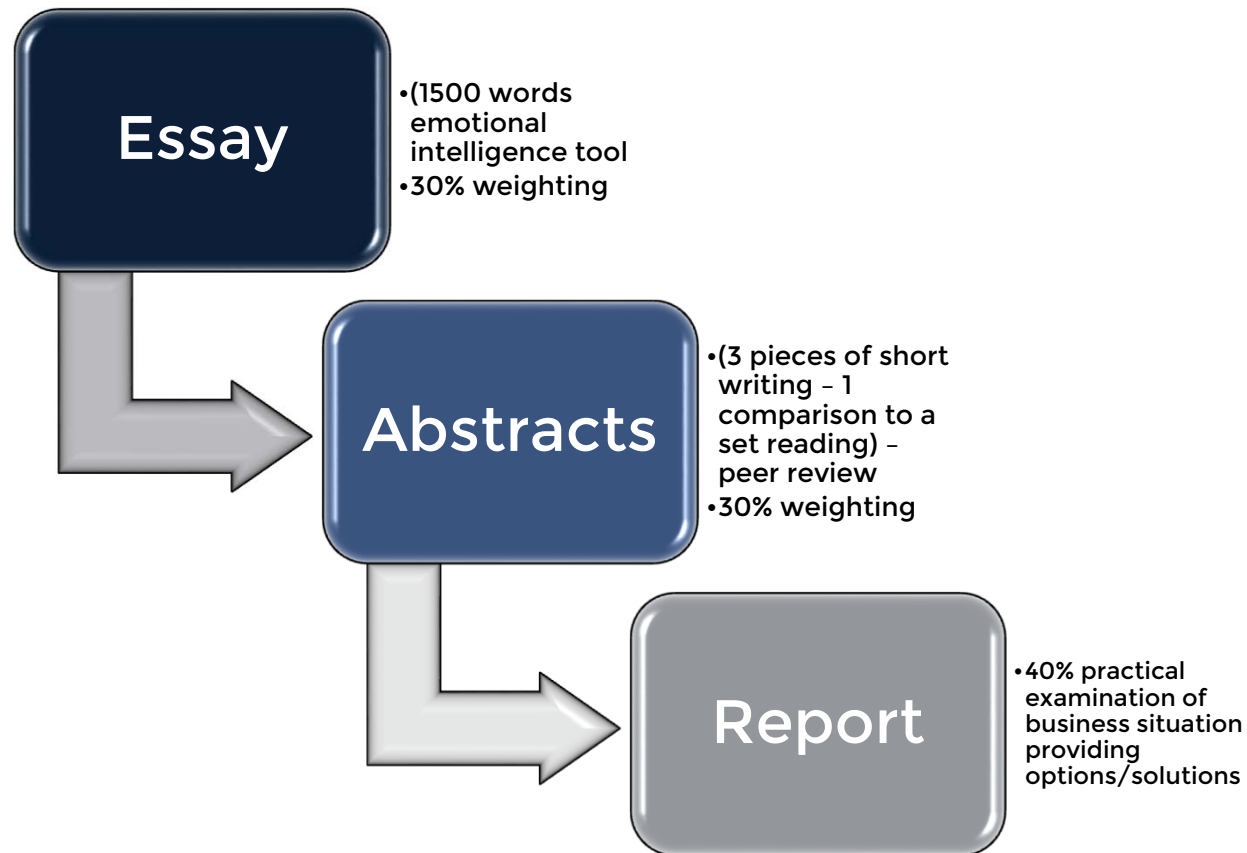 Essay
•(1500 words
emotional
intelligence tool
•30% weighting
Abstracts
•(3 pieces of short
writing – 1
comparison to a
set reading) –
peer review
•30% weighting
Report
•40% practical
examination of
business situation
providing
options/solutions